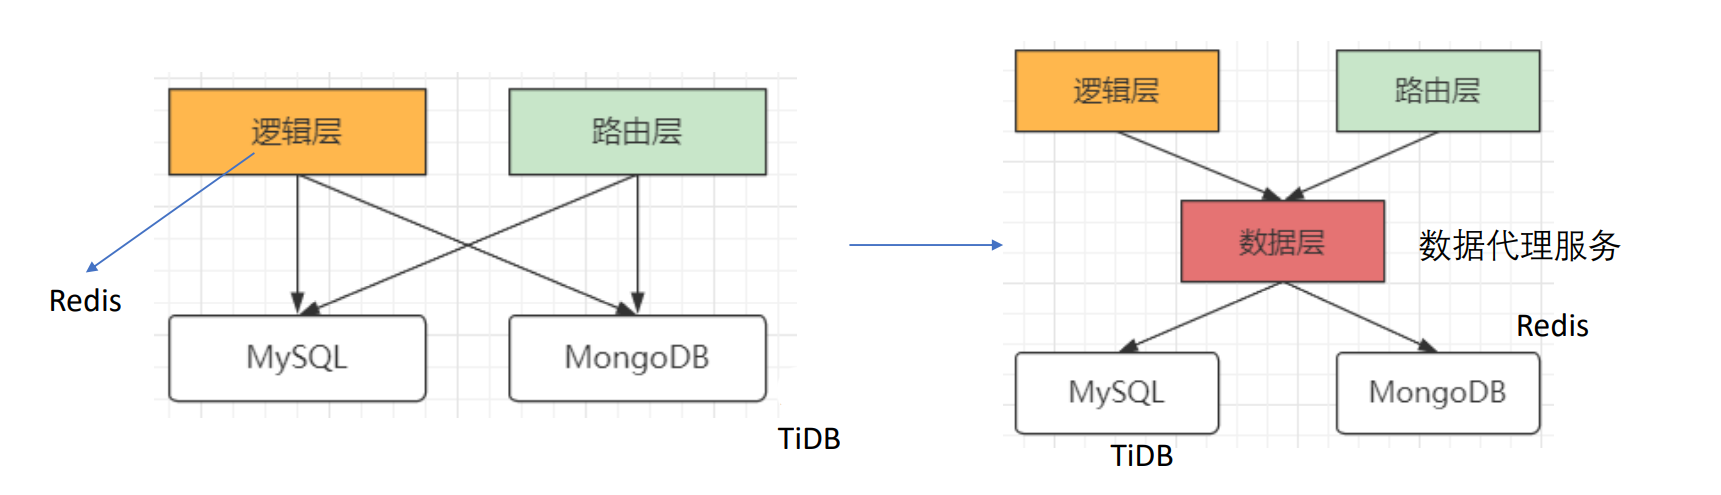 逻辑层
路由层
Redis
MySQL
MongoDB
TiDB
逻辑层
路由层
数据层
数据代理服务
Redis
MySQL
MongoDB
TiDB